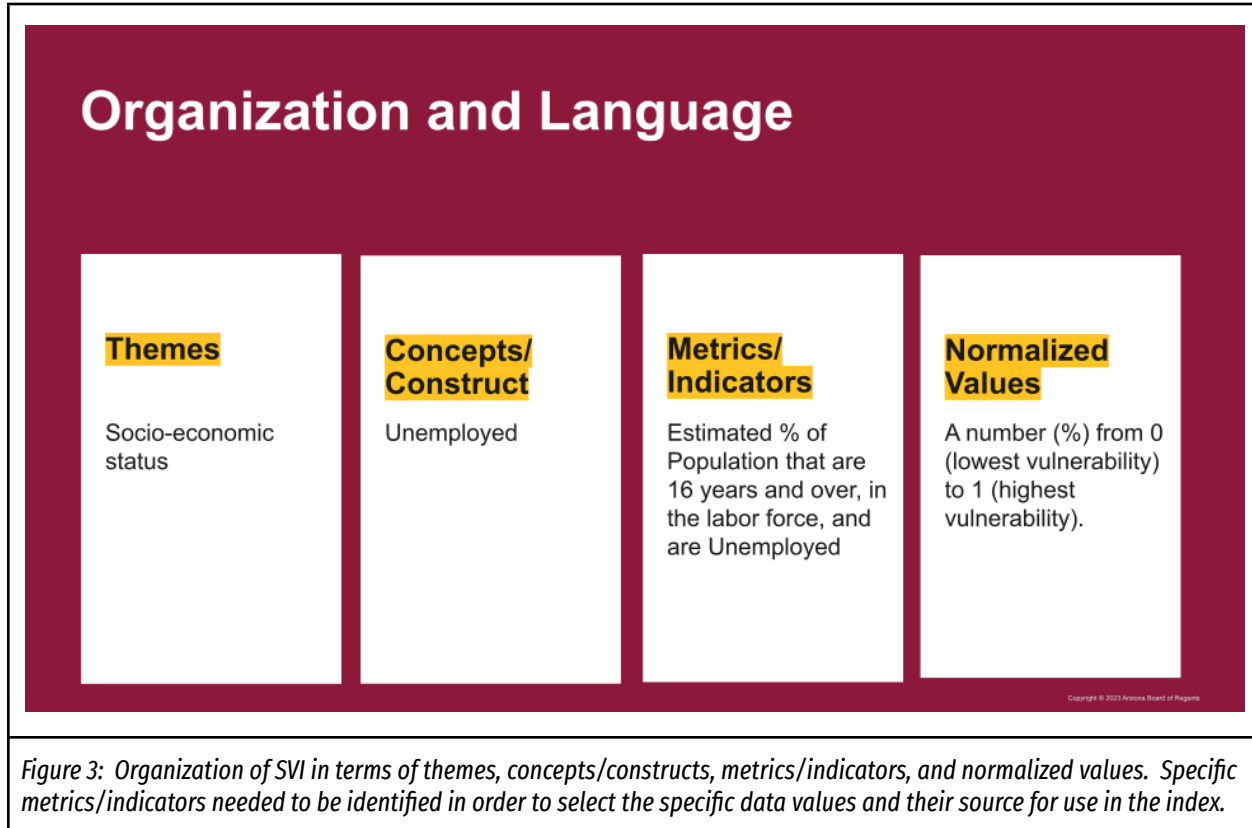 Organization and Language
Themes
Socio-economic
status
Concepts/
Construct
Unemployed
Metrics/
Indicators
Estimated % of
Population that are
16 years and over, in
the labor force, and
are Unemployed
Normalized
Values
A number (%) from 0
(lowest vulnerability)
to 1 (highest
vulnerability).
Copyright © 2023 Arizona Board of Regents
Figure 3: Organization of SVI in terms of themes, concepts/constructs, metrics/indicators, and normalized values. Specific
metrics/indicators needed to be identified in order to select the specific data values and their source for use in the index.